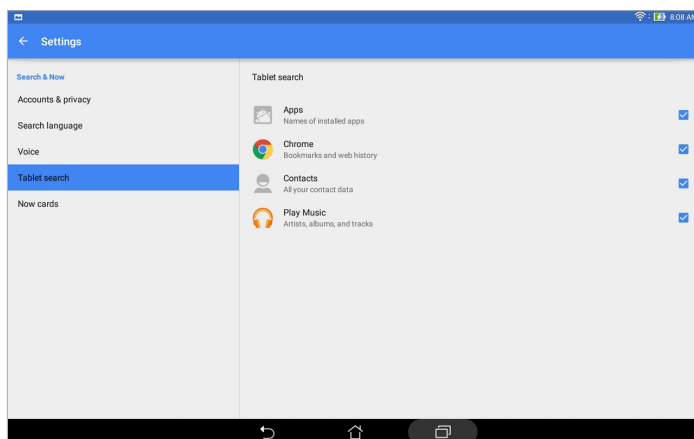 8:08 AM
Settings
Search & Now
Accounts & privacy
Search language
Voice
Tablet search
Now cards
Tablet search
Apps
Names of installed apps
Chrome
Bookmarks and web history
Contacts
All your contact data
Play Music
Artists, albums, and tracks